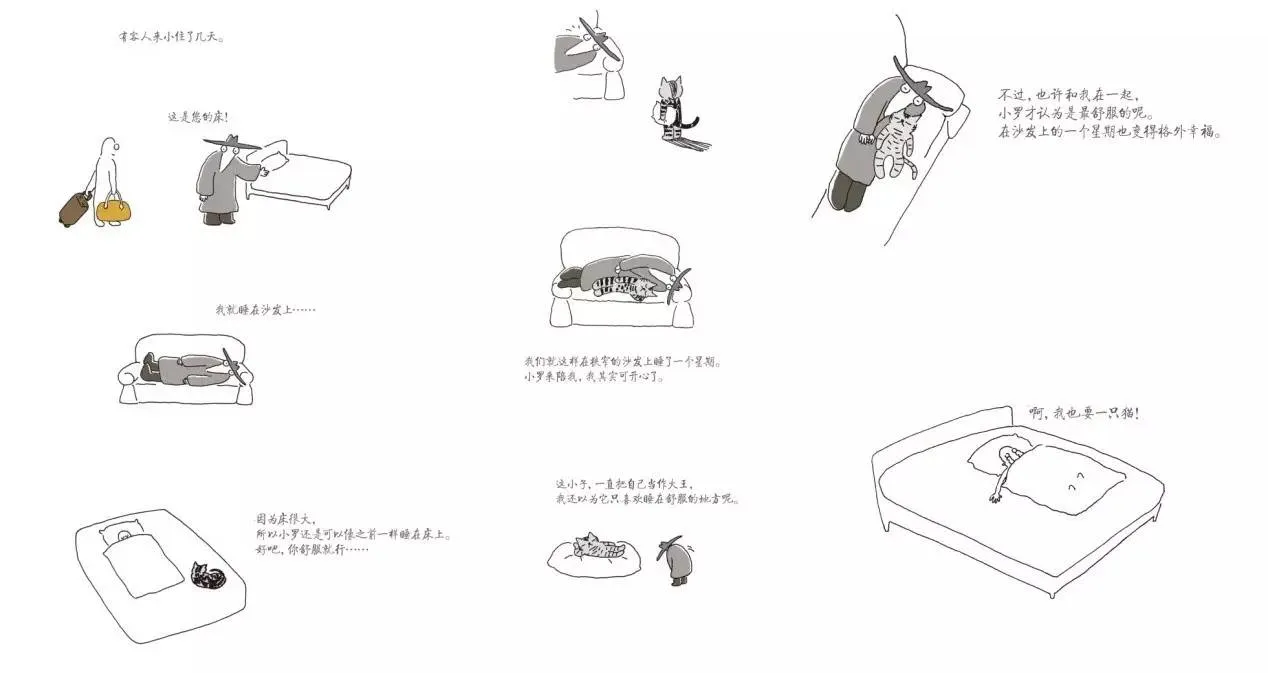 有客人来小住了几天。
这是您的床!
我就睡在沙发上……
因为床很大,
所以小罗还是可以像之前一样睡在床上。
好吧,你舒服就行……
我们就这样在狭窄的沙发上睡了一个星期。
小罗来陪我,我其实可开心了。
这小子,一直把自己当作大王,
我还以为它只喜欢睡在舒服的地方呢。
不过,也许和我在一起,
小罗才认为是最舒服的呢。
在沙发上的一个星期也变得格外幸福。
啊,我也要一只猫!